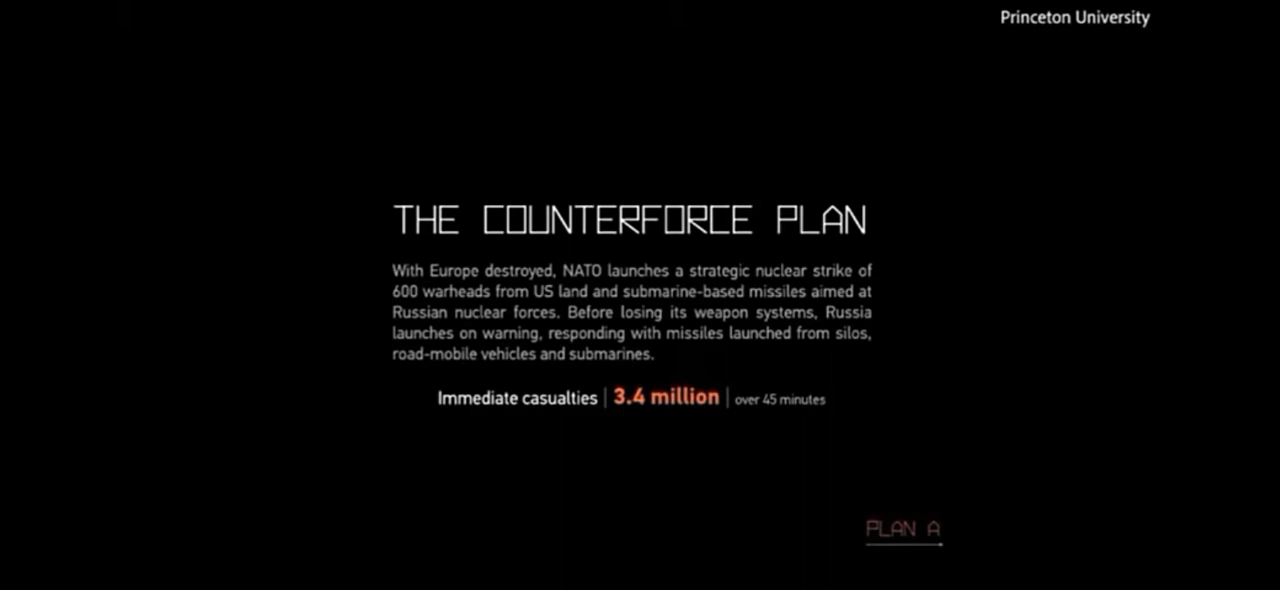 Princeton University
THE COUNTERFORCE PLAN
With Europe destroyed, NATO launches a strategic nuclear strike of
600 warheads from US land and submarine-based missiles aimed at
Russian nuclear forces. Before losing its weapon systems, Russia
launches on warning, responding with missiles launched from silos,
road-mobile vehicles and submarines.
Immediate casualties | 3.4 million | over 45 minutes
PLAN A